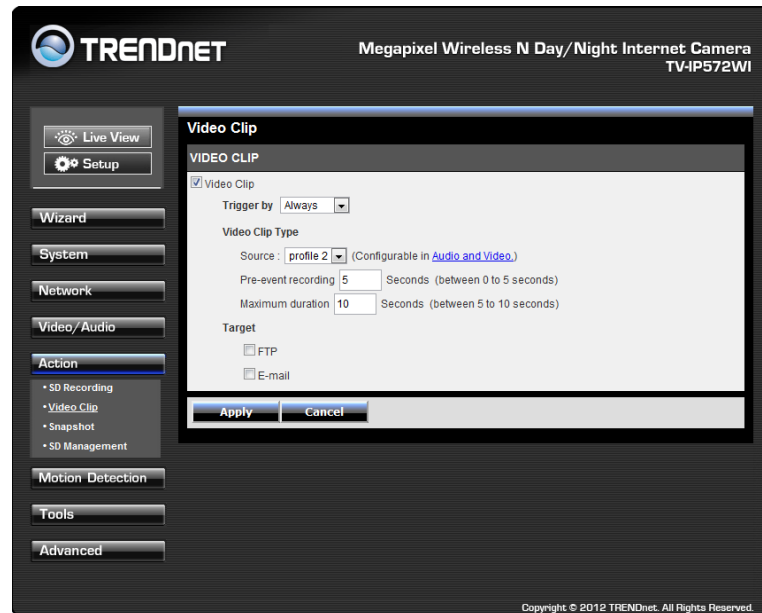 TRENDNET
Megapixel Wireless N Day/Night Internet Camera
TV-IP572WI
Live View
Setup
Wizard
System
Network
Video/Audio
Action
• SD Recording
• Video Clip
• Snapshot
• SD Management
Motion Detection
Tools
Advanced
Video Clip
VIDEO CLIP
Video Clip
Trigger by Always
Video Clip Type
Source : profile 2 (Configurable in Audio and Video.)
Pre-event recording 5 Seconds (between 0 to 5 seconds)
Maximum duration 10 Seconds (between 5 to 10 seconds)
Target
FTP
E-mail
Apply Cancel
Copyright © 2012 TRENDnet. All Rights Reserved.